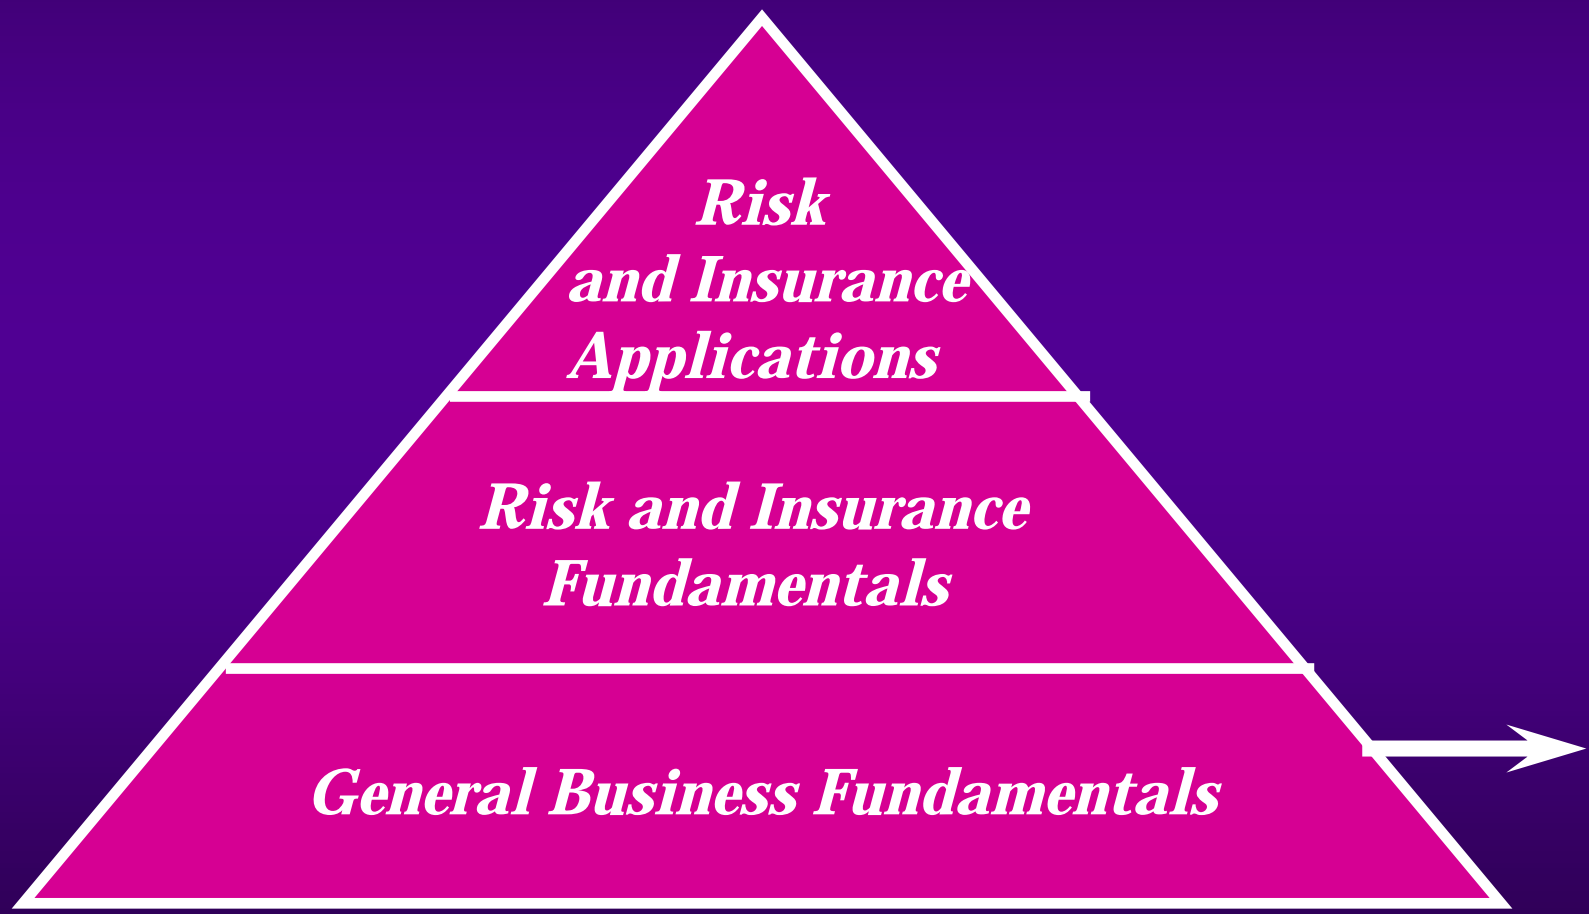 Risk
and Insurance
Applications
Risk and Insurance
Fundamentals
General Business Fundamentals